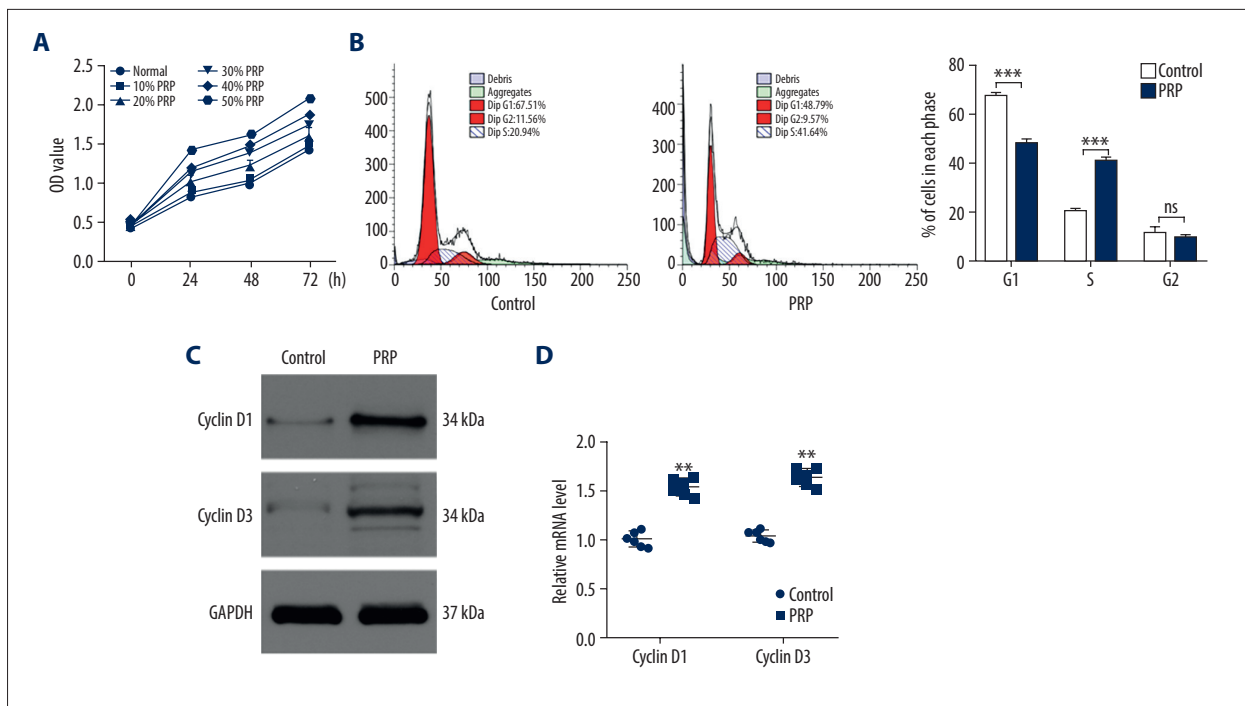 A
2.5
2.0
1.5
1.0
0.5
0.0
OD value
Normal
10% PRP
20% PRP
30% PRP
40% PRP
50% PRP
0 24 48 72 (h)
B
500
400
300
200
100
0
Debris
Aggregates
Dip G1:67.51%
Dip G2:11.56%
Dip S:20.94%
0 50 100 150 200 250
Control
400
300
200
100
0
Debris
Aggregates
Dip G1:48.79%
Dip G2:9.57%
Dip S:41.64%
0 50 100 150 200 250
PRP
80
60
40
20
0
% of cells in each phase
Control
PRP
***
***
ns
G1 S G2
C
Control PRP
Cyclin D1 34 kDa
Cyclin D3 34 kDa
GAPDH 37 kDa
D
2.0
1.5
1.0
0.5
0.0
Relative mRNA level
**
**
Control
PRP
Cyclin D1 Cyclin D3